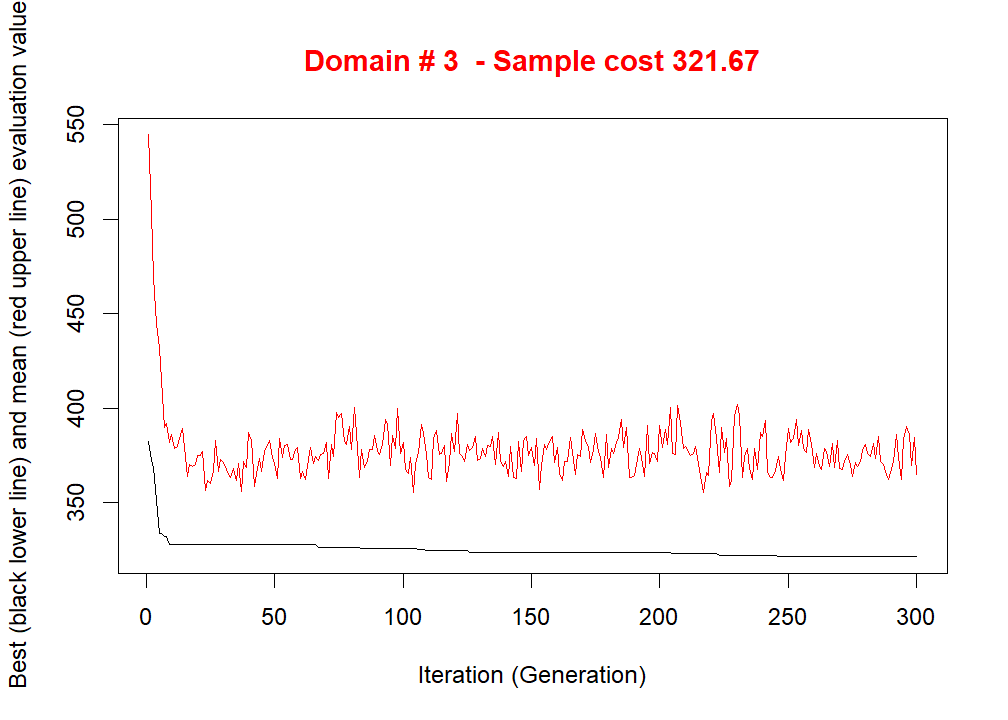 Domain # 3  - Sample cost 321.67
Best (black lower line) and mean (red upper line) evaluation value
550
500
450
400
350
0 50 100 150 200 250 300
Iteration (Generation)